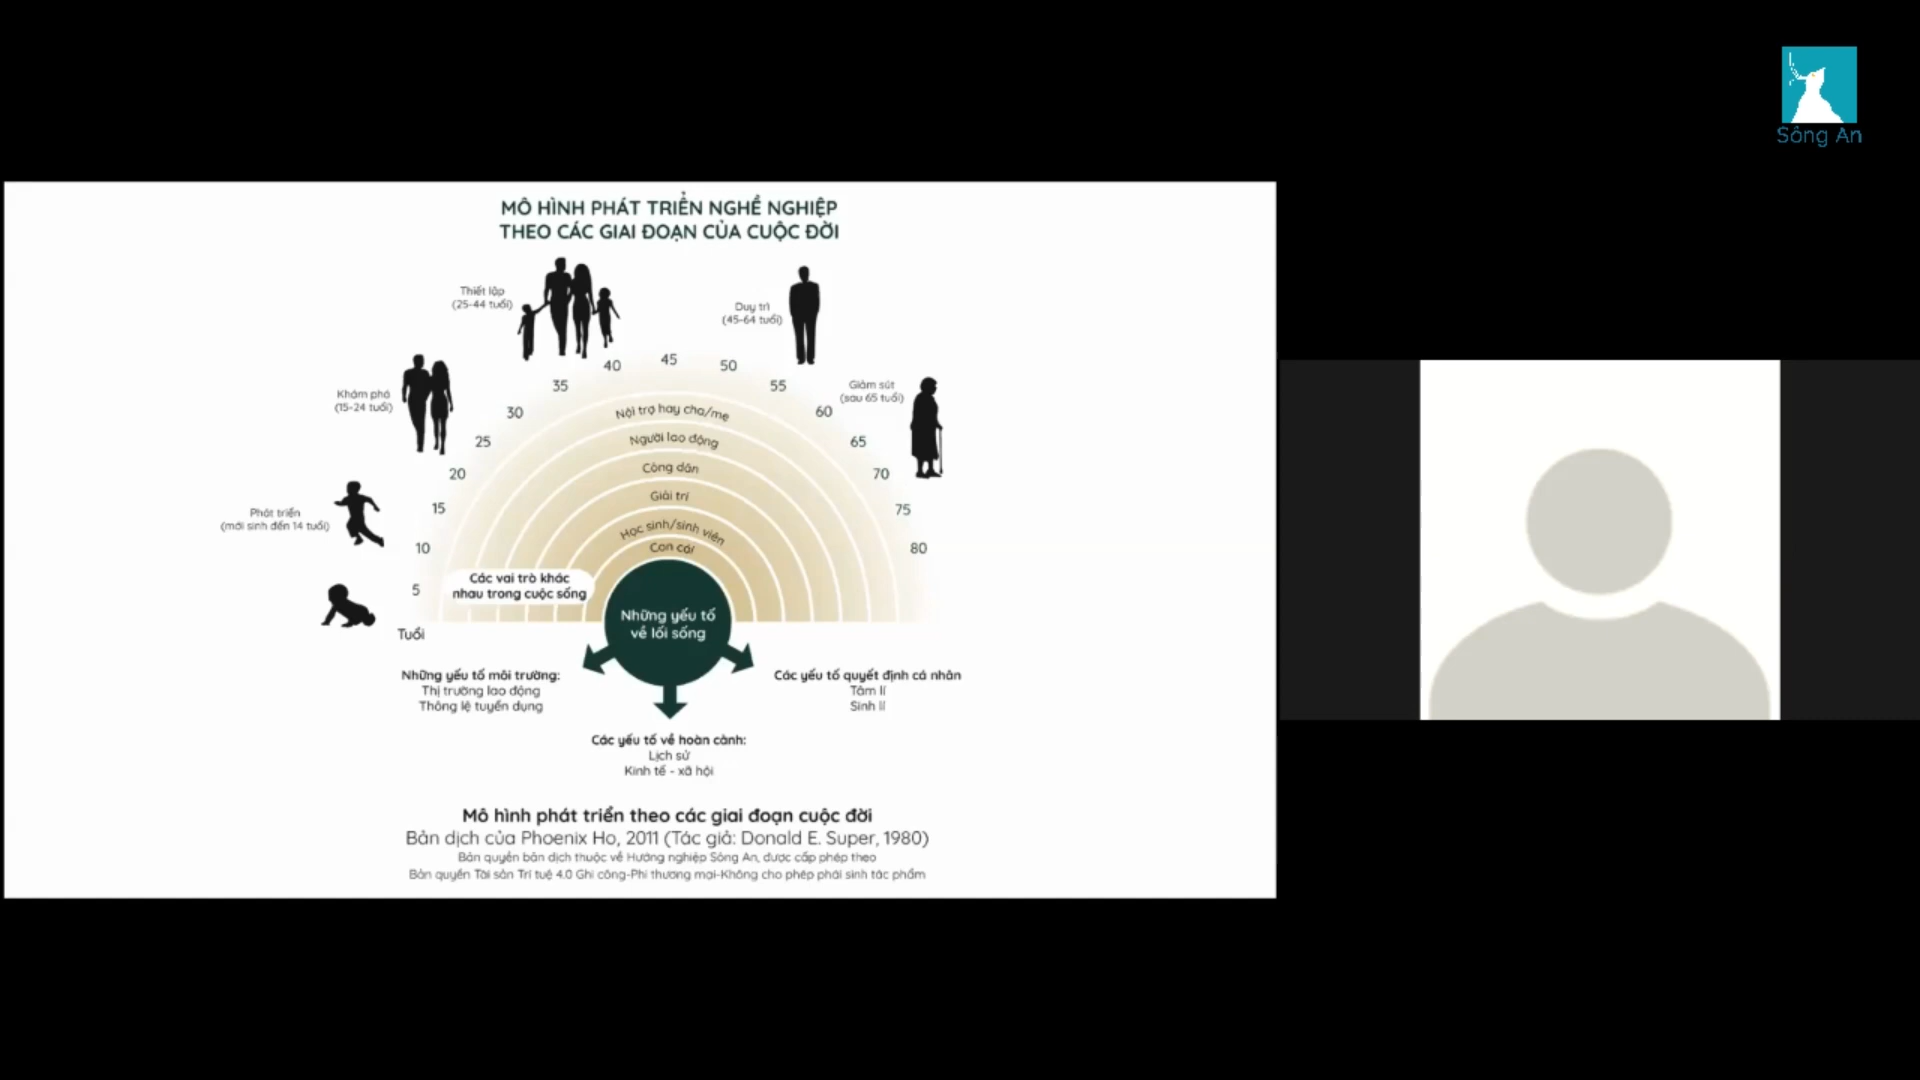 Sông An
MÔ HÌNH PHÁT TRIỂN NGHỀ NGHIỆP
THEO CÁC GIAI ĐOẠN CỦA CUỘC ĐỜI
Thiết lập
(25-44 tuổi)
Duy trì
(45-64 tuổi)
Khám phá
(15-24 tuổi)
Giảm sút
(sau 65 tuổi)
Phát triển
(mới sinh đến 14 tuổi)
Tuổi
5
10
15
20
25
30
35
40
45
50
55
60
65
70
75
80
Nội trợ hay cha/mẹ
Người lao động
Công dân
Giải trí
Học sinh/sinh viên
Con cái
Các vai trò khác
nhau trong cuộc sống
Những yếu tố
về lối sống
Những yếu tố môi trường:
Thị trường lao động
Thông lệ tuyển dụng
Các yếu tố quyết định cá nhân
Tâm lí
Sinh lí
Các yếu tố về hoàn cảnh:
Lịch sử
Kinh tế - xã hội
Mô hình phát triển theo các giai đoạn cuộc đời
Bản dịch của Phoenix Ho, 2011 (Tác giả: Donald E. Super, 1980)
Bản quyền bản dịch thuộc về Hướng nghiệp Sông An, được cấp phép theo
Bản quyền Tài sản Trí tuệ 4.0 Ghi công-Phi thương mại-Không cho phép phái sinh tác phẩm